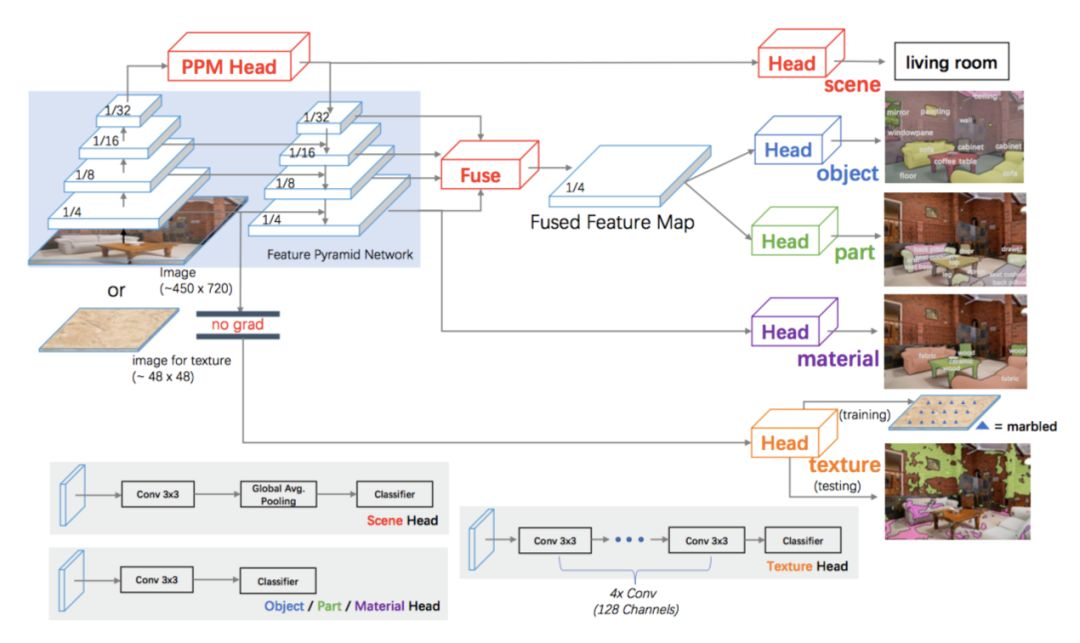 PPM Head
Head
scene
living room
1/32
1/16
1/8
1/4
1/32
1/16
1/8
1/4
Feature Pyramid Network
Fuse
1/4
Fused Feature Map
Head
object
ceiling
mirror
painting
wall
windowpane
sofa
cabinet
cabinet
coffee table
floor
sofa
Head
part
drawer
leg
Image
(~450 x 720)
or
no grad
image for texture
(~ 48 x 48)
Head
material
fabric
wood
wood
ceramic
wood
fabric
Head
texture
(training)
= marbled
(testing)
Conv 3x3
Global Avg.
Pooling
Classifier
Scene Head
Conv 3x3
Classifier
Object / Part / Material Head
Conv 3x3
Conv 3x3
Classifier
Texture Head
4x Conv
(128 Channels)